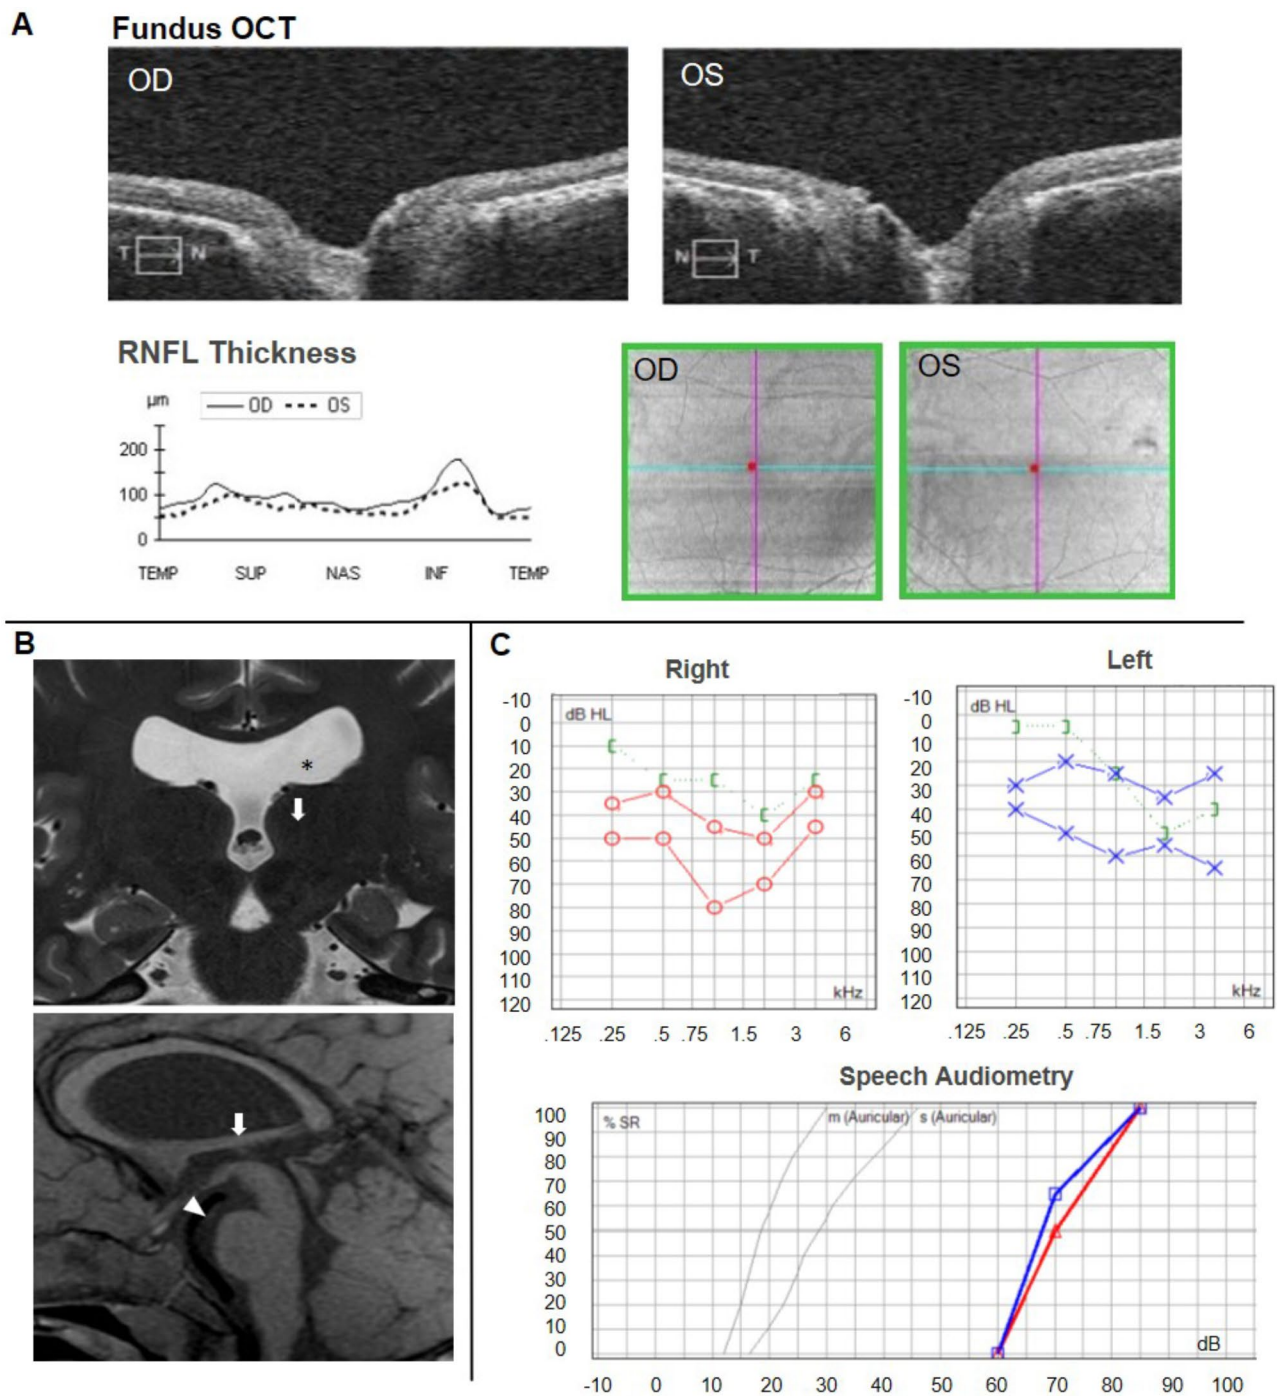 A
Fundus OCT
OD
OS
T N
N T
RNFL Thickness
µm
OD OS
200
100
0
TEMP SUP NAS INF TEMP
OD
OS
B
*
C
Right
Left
dB HL
-10
0
10
20
30
40
50
60
70
80
90
100
110
120
kHz
.125 .25 .5 .75 1.5 3 6
dB HL
-10
0
10
20
30
40
50
60
70
80
90
100
110
120
kHz
.125 .25 .5 .75 1.5 3 6
Speech Audiometry
% SR
m (Auricular) s (Auricular)
100
90
80
70
60
50
40
30
20
10
0
dB
-10 0 10 20 30 40 50 60 70 80 90 100